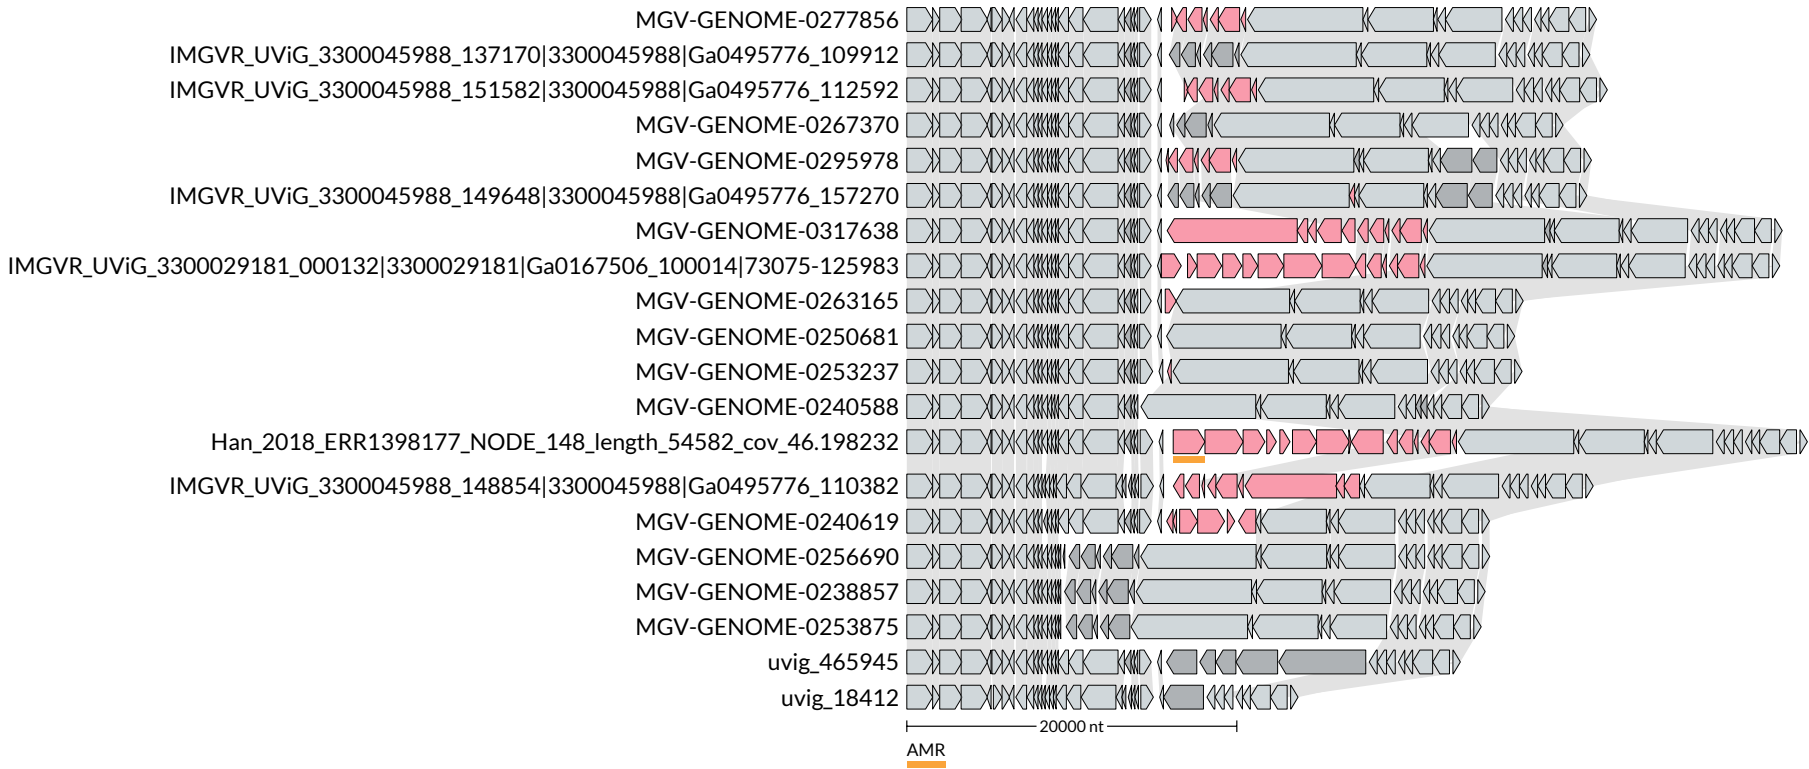 MGV-GENOME-0277856
IMGVR_UViG_3300045988_137170|3300045988|Ga0495776_109912
IMGVR_UViG_3300045988_151582|3300045988|Ga0495776_112592
MGV-GENOME-0267370
MGV-GENOME-0295978
IMGVR_UViG_3300045988_149648|3300045988|Ga0495776_157270
MGV-GENOME-0317638
IMGVR_UViG_3300029181_000132|3300029181|Ga0167506_100014|73075-125983
MGV-GENOME-0263165
MGV-GENOME-0250681
MGV-GENOME-0253237
MGV-GENOME-0240588
Han_2018_ERR1398177_NODE_148_length_54582_cov_46.198232
IMGVR_UViG_3300045988_148854|3300045988|Ga0495776_110382
MGV-GENOME-0240619
MGV-GENOME-0256690
MGV-GENOME-0238857
MGV-GENOME-0253875
uvig_465945
uvig_18412
20000 nt
AMR